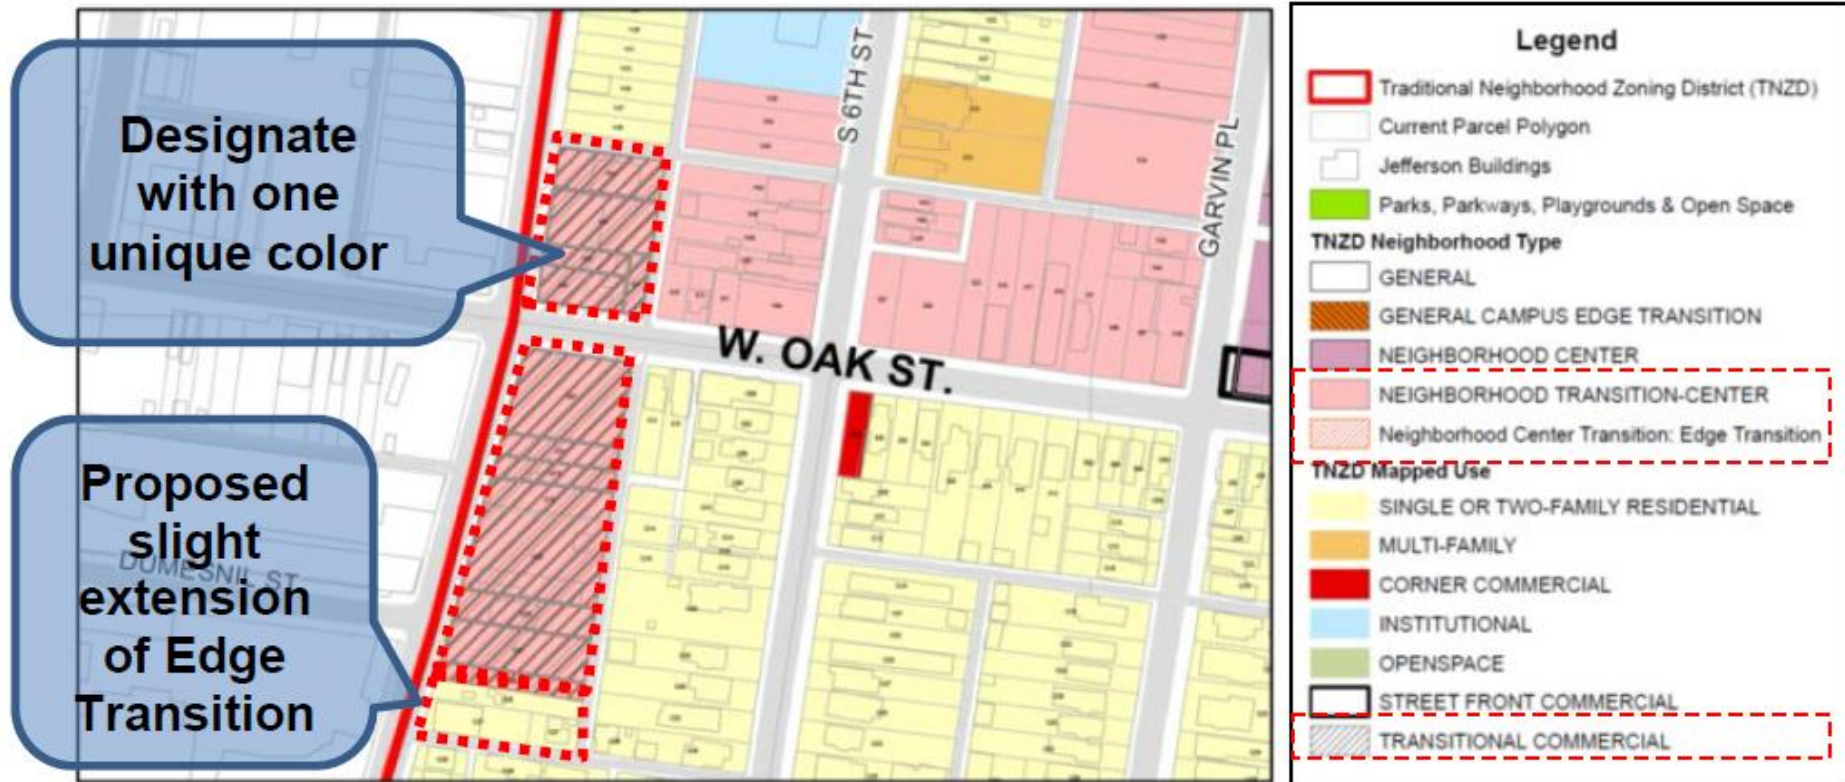 Designate
with one
unique color
Proposed
slight
extension
of Edge
Transition
DUMESNIL ST
S 6TH ST
GARVIN PL
W. OAK ST.
Legend
Traditional Neighborhood Zoning District (TNZD)
Current Parcel Polygon
Jefferson Buildings
Parks, Parkways, Playgrounds & Open Space
TNZD Neighborhood Type
GENERAL
GENERAL CAMPUS EDGE TRANSITION
NEIGHBORHOOD CENTER
NEIGHBORHOOD TRANSITION-CENTER
Neighborhood Center Transition: Edge Transition
TNZD Mapped Use
SINGLE OR TWO-FAMILY RESIDENTIAL
MULTI-FAMILY
CORNER COMMERCIAL
INSTITUTIONAL
OPENSPACE
STREET FRONT COMMERCIAL
TRANSITIONAL COMMERCIAL